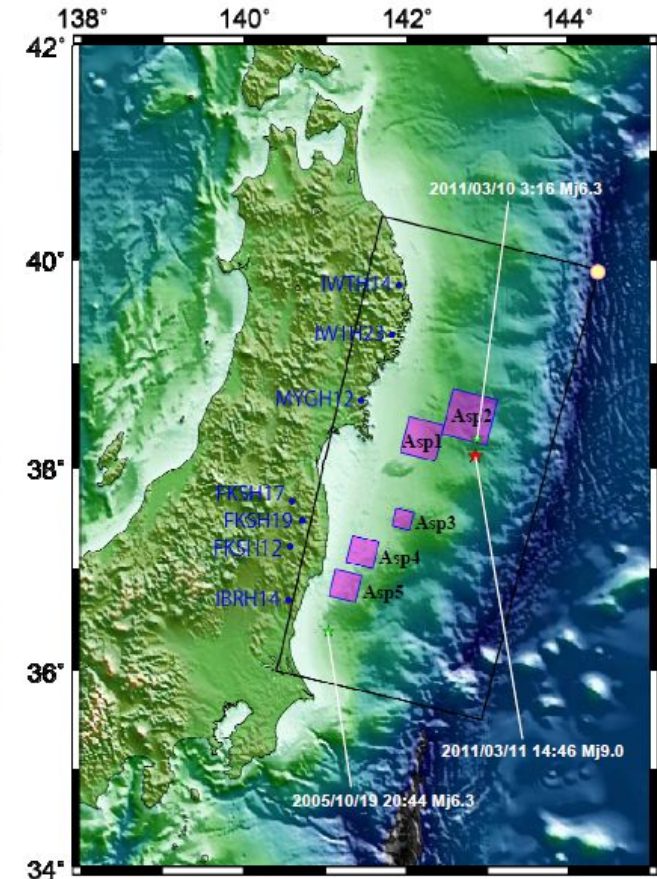 138° 140° 142° 144°
42°
2011/03/10 3:16 Mj6.3
40°
IWTH14
IWTH23
MYGH12
Asp2
Asp1
38°
FKSH17
FKSH19
Asp3
FKSH12
Asp4
IBRH14
Asp5
36°
2011/03/11 14:46 Mj9.0
2005/10/19 20:44 Mj6.3
34°